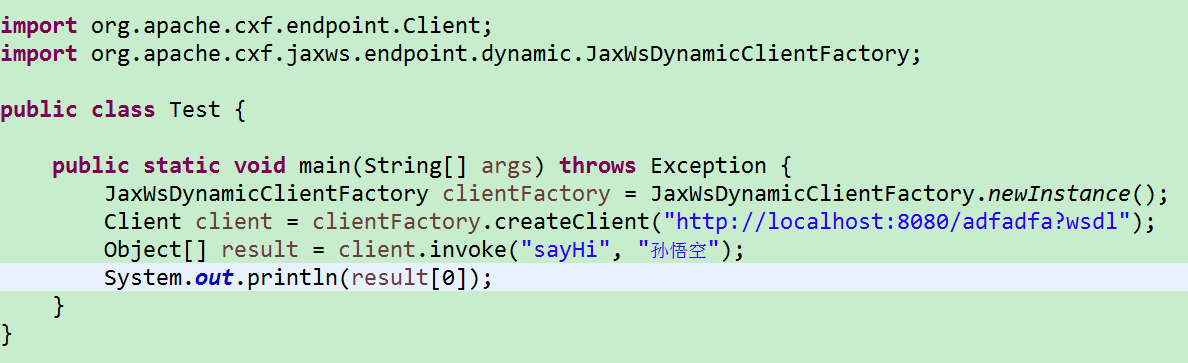 import org.apache.cxf.endpoint.Client;
import org.apache.cxf.jaxws.endpoint.dynamic.JaxWsDynamicClientFactory;
public class Test {
public static void main(String[] args) throws Exception {
JaxWsDynamicClientFactory clientFactory = JaxWsDynamicClientFactory.newInstance();
Client client = clientFactory.createClient("http://localhost:8080/adfadfa?wsdl");
Object[] result = client.invoke("sayHi", "孙悟空");
System.out.println(result[0]);
}
}